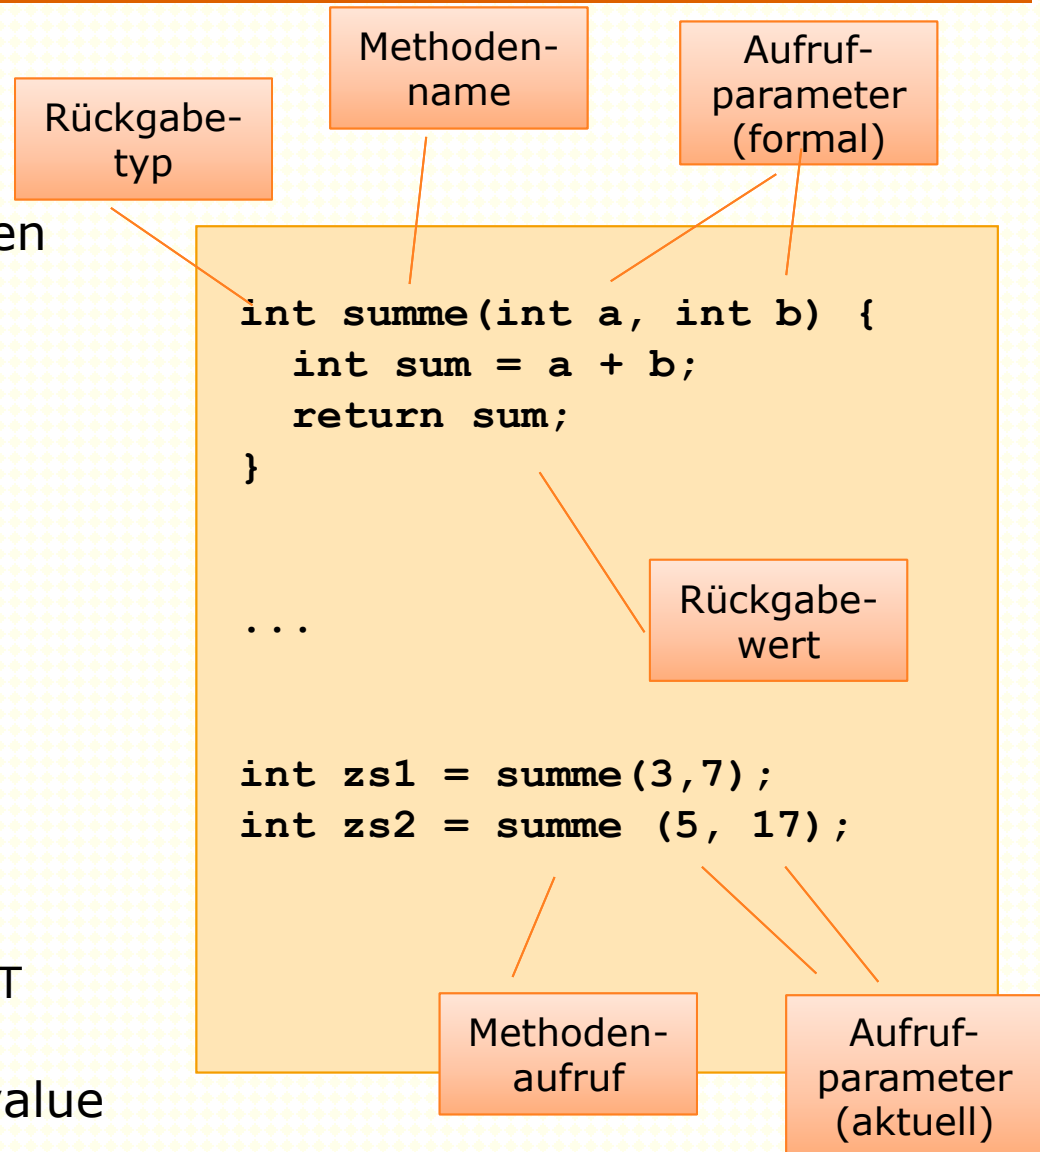 Methoden-
name
Aufruf-
parameter
(formal)
Rückgabe-
typ
en
int summe(int a, int b) {
int sum = a + b;
return sum;
}
Rückgabe-
wert
...
int zs1 = summe(3,7);
int zs2 = summe (5, 17);
T
Methoden-
aufruf
Aufruf-
parameter
(aktuell)
value